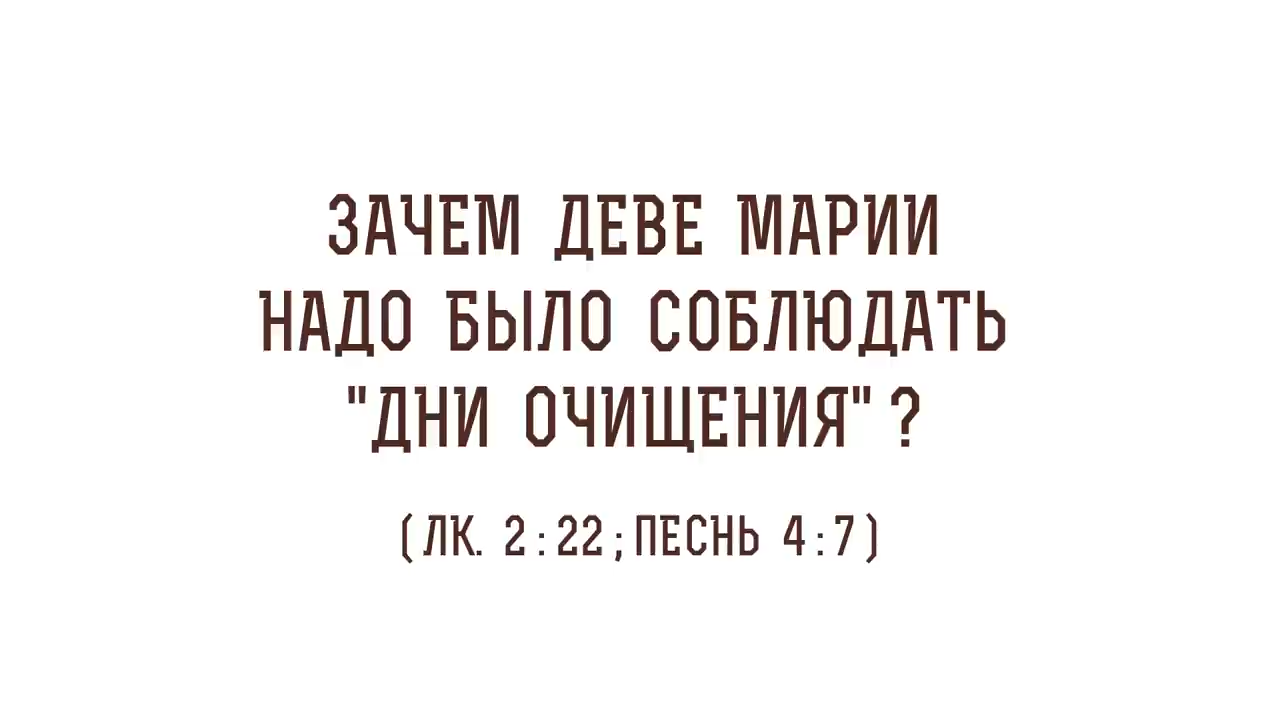 ЗАЧЕМ ДЕВЕ МАРИИ
НАДО БЫЛО СОБЛЮДАТЬ
"ДНИ ОЧИЩЕНИЯ"?
(ЛК. 2:22;ПЕСНЬ 4:7)